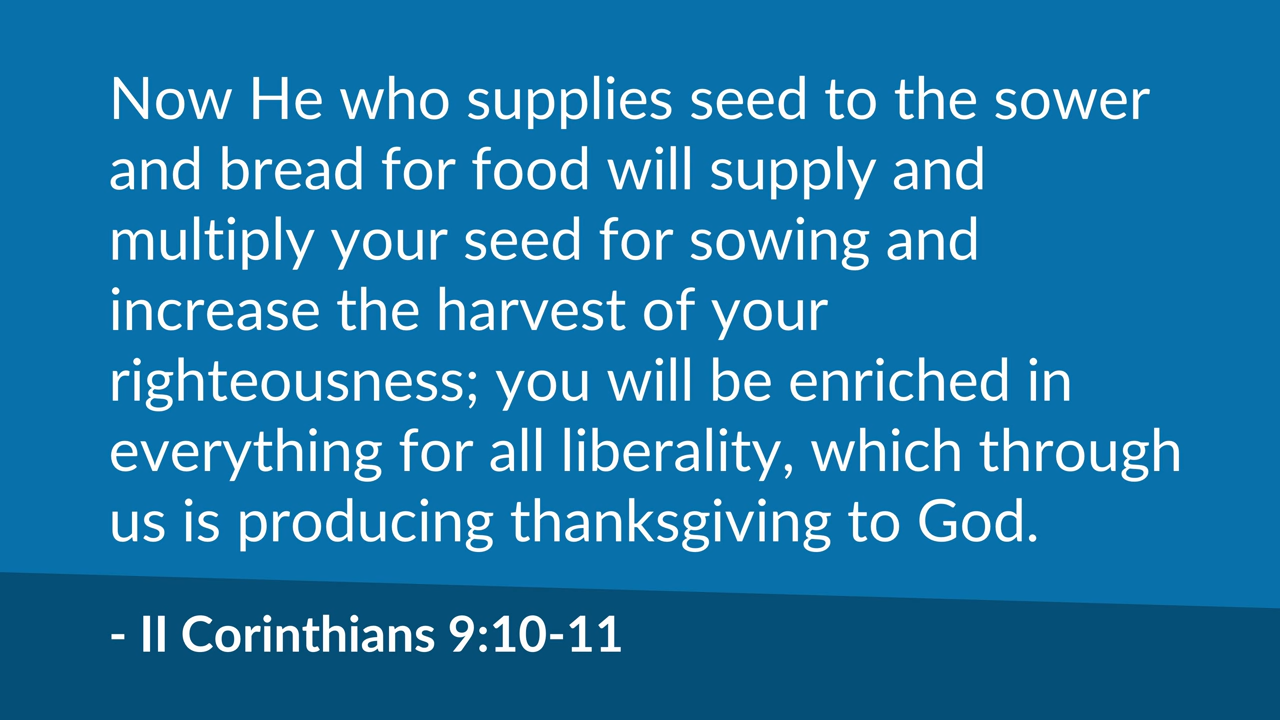 Now He who supplies seed to the sower
and bread for food will supply and
multiply your seed for sowing and
increase the harvest of your
righteousness; you will be enriched in
everything for all liberality, which through
us is producing thanksgiving to God.
- II Corinthians 9:10-11